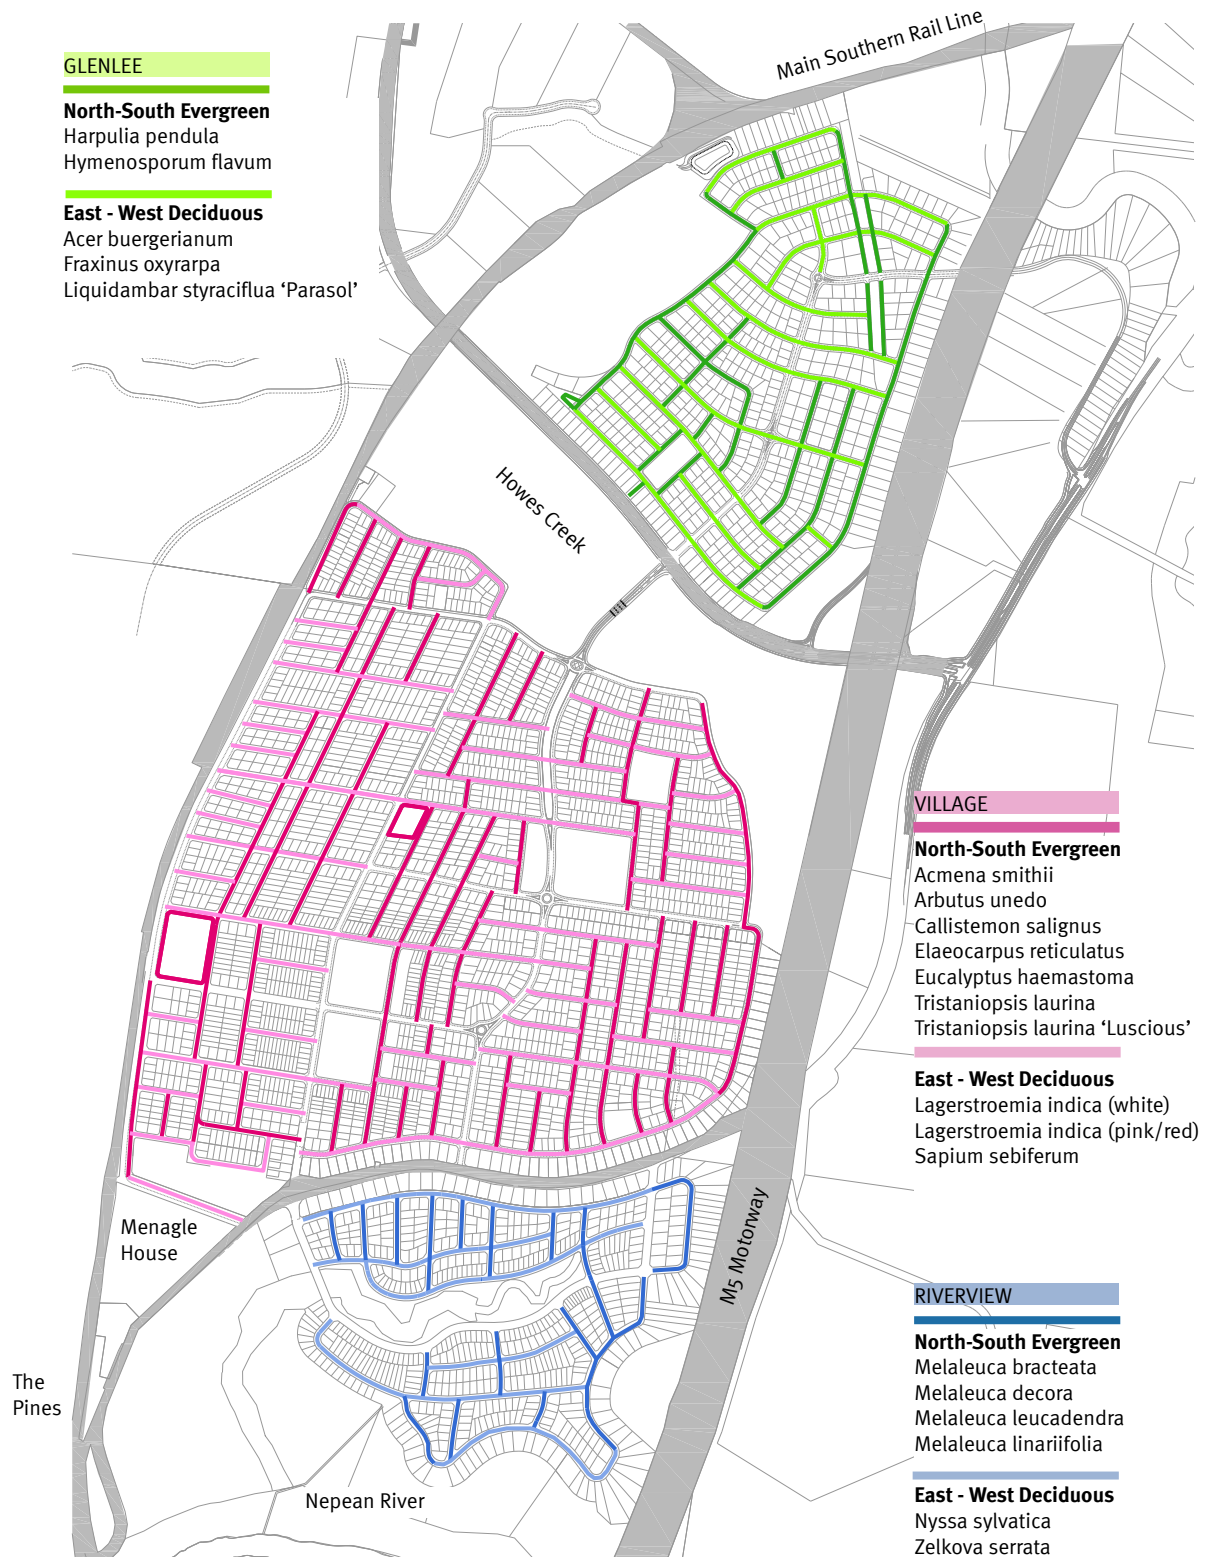 Main Southern Rail Line
GLENLEE
North-South Evergreen
Harpulia pendula
Hymenosporum flavum
East - West Deciduous
Acer buergerianum
Fraxinus oxyrarpa
Liquidambar styraciflua ‘Parasol’
Howes Creek
VILLAGE
North-South Evergreen
Acmena smithii
Arbutus unedo
Callistemon salignus
Elaeocarpus reticulatus
Eucalyptus haemastoma
Tristaniopsis laurina
Tristaniopsis laurina ‘Luscious’
East - West Deciduous
Lagerstroemia indica (white)
Lagerstroemia indica (pink/red)
Sapium sebiferum
Menagle
House
M5 Motorway
RIVERVIEW
North-South Evergreen
Melaleuca bracteata
Melaleuca decora
Melaleuca leucadendra
Melaleuca linariifolia
East - West Deciduous
Nyssa sylvatica
Zelkova serrata
The
Pines
Nepean River